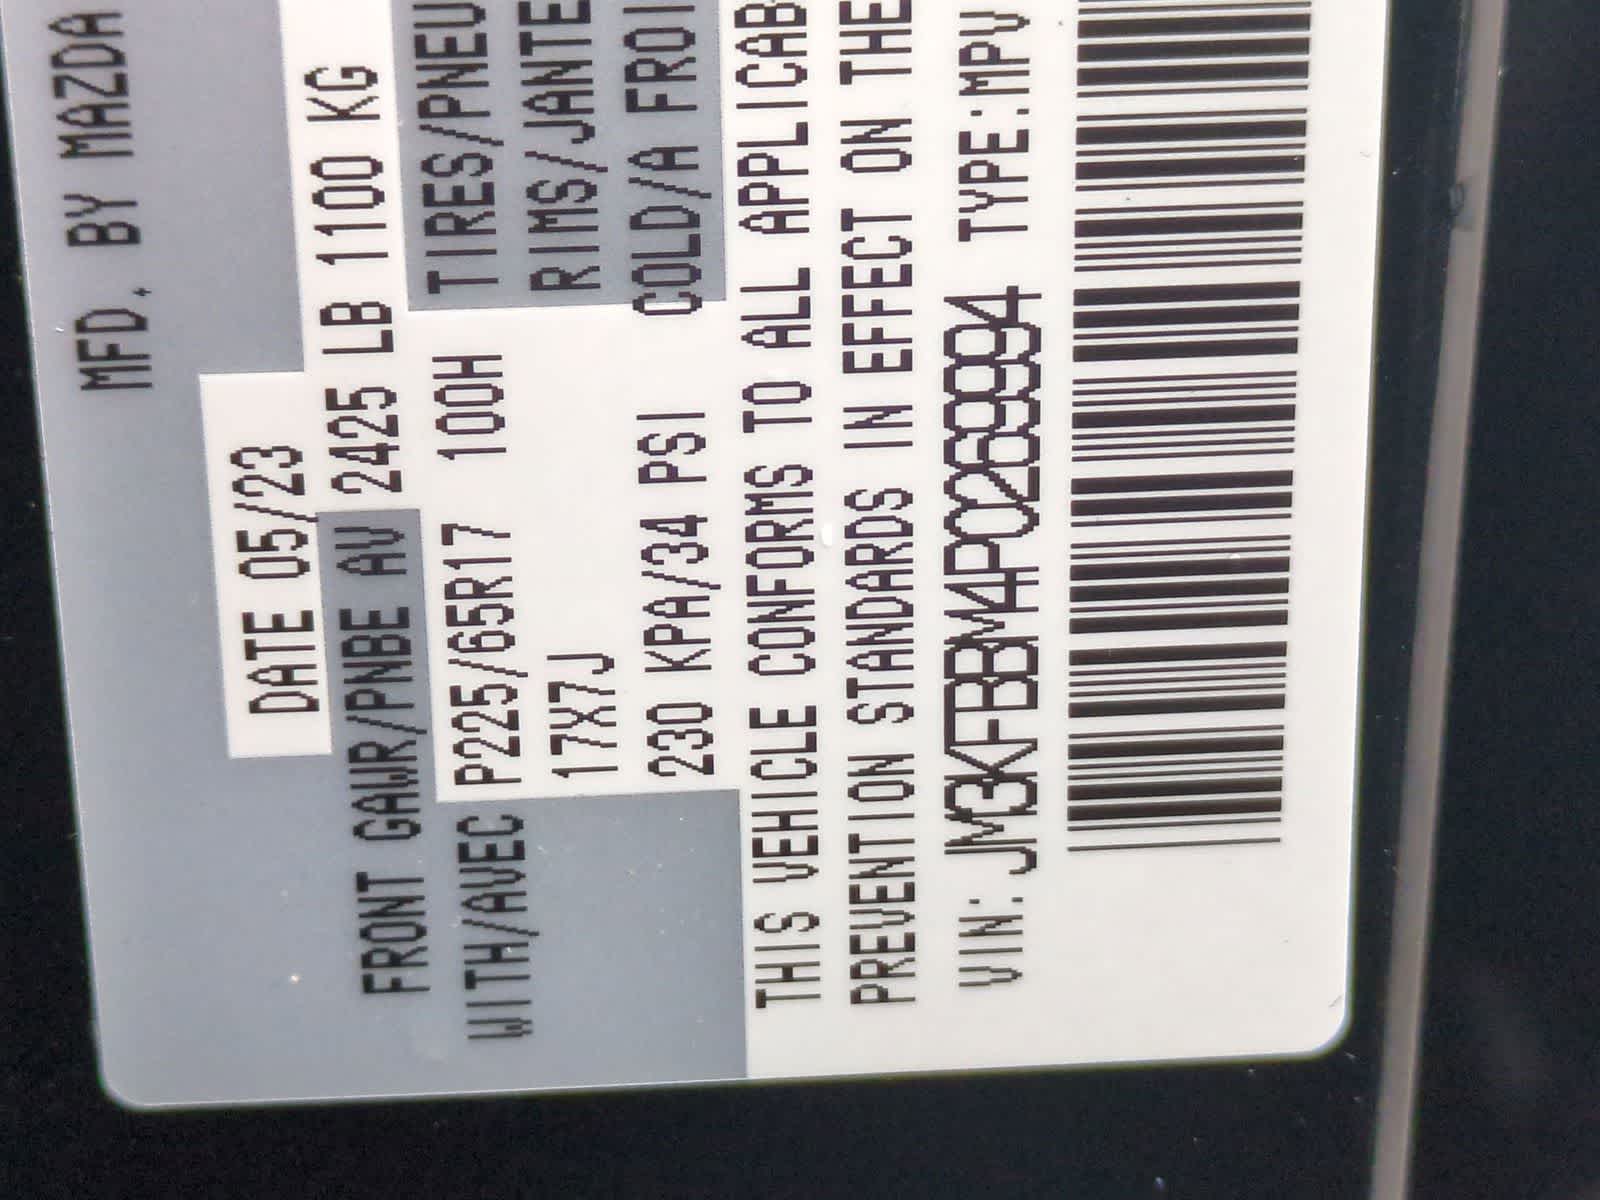 MFD. BY MAZDA
DATE 05/23
FRONT GAWR/PNBE AV 2425 LB 1100 KG
WITH/AVEC P225/65R17 100H TIRES/PNEU
17X7J RIMS/JANTE
230 KPA/34 PSI COLD/A FROI
THIS VEHICLE CONFORMS TO ALL APPLICAB
PREVENTION STANDARDS IN EFFECT ON THE
VIN: JM3KFBBM4P0269994 TYPE:MPV